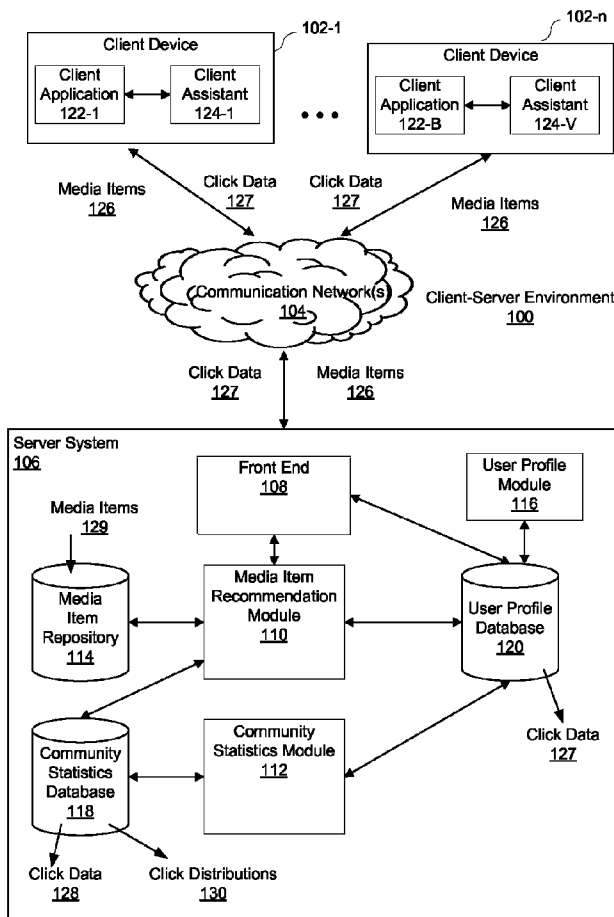 102-1
102-n
Client Device
Client
Application
122-1
Client
Assistant
124-1
• • •
Client Device
Client
Application
122-B
Client
Assistant
124-V
Media Items
126
Click Data
127
Click Data
127
Media Items
126
Communication Network(s)
104
Client-Server Environment
100
Click Data
127
Media Items
126
Server System
106
Front End
108
User Profile
Module
116
Media Items
129
Media
Item
Repository
114
Media Item
Recommendation
Module
110
User Profile
Database
120
Community
Statistics
Database
118
Community
Statistics Module
112
Click Data
127
Click Data
128
Click Distributions
130